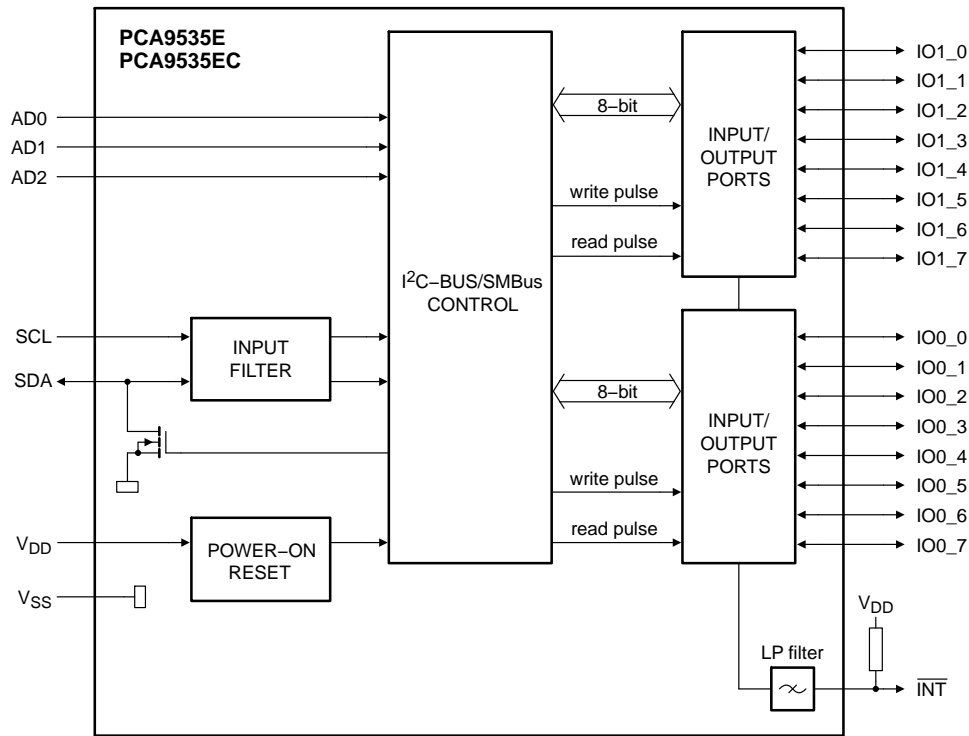 PCA9535E
PCA9535EC
AD0
AD1
AD2
SCL
SDA
VDD
VSS
INPUT
FILTER
POWER−ON
RESET
I2C−BUS/SMBus
CONTROL
8−bit
write pulse
read pulse
INPUT/
OUTPUT
PORTS
IO1_0
IO1_1
IO1_2
IO1_3
IO1_4
IO1_5
IO1_6
IO1_7
8−bit
write pulse
read pulse
INPUT/
OUTPUT
PORTS
IO0_0
IO0_1
IO0_2
IO0_3
IO0_4
IO0_5
IO0_6
IO0_7
VDD
LP filter
INT